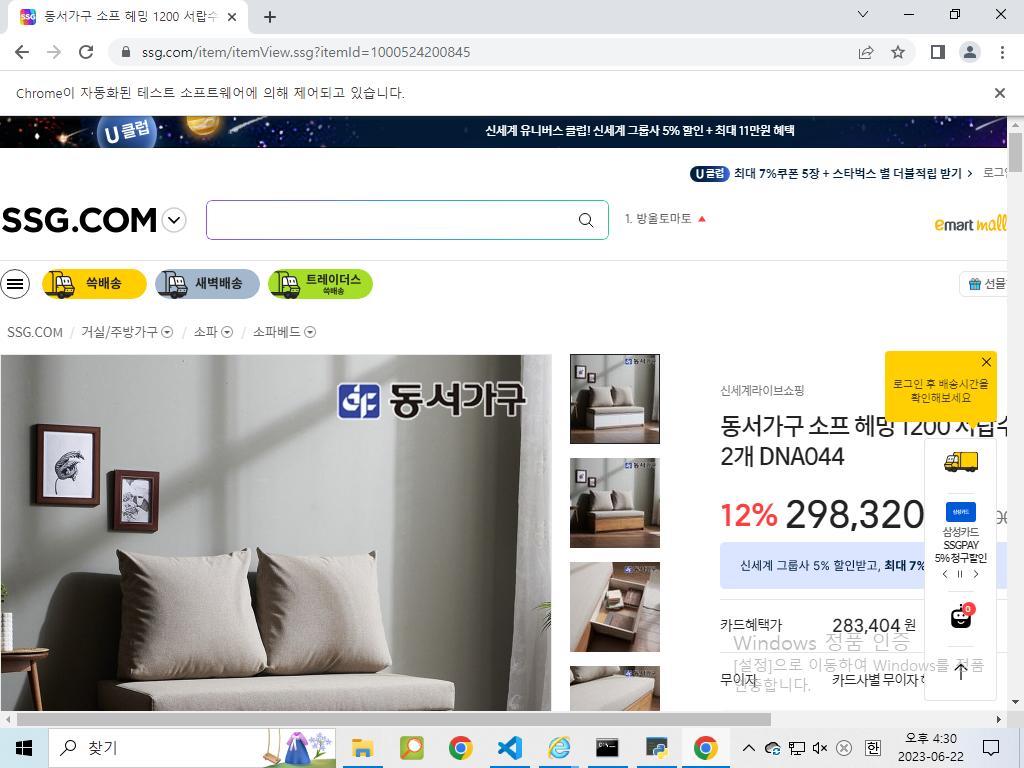 동서가구 소프 헤밍 1200 서랍수
ssg.com/item/itemView.ssg?itemId=1000524200845
Chrome이 자동화된 테스트 소프트웨어에 의해 제어되고 있습니다.
U 클럽
신세계 유니버스 클럽! 신세계 그룹사 5% 할인 + 최대 11만원 혜택
U 클럽 최대 7%쿠폰 5장 + 스타벅스 별 더블적립 받기 > 로그인
SSG.COM
1. 방울토마토
emart mall
쓱배송
새벽배송
트레이더스
쓱배송
선물
SSG.COM / 거실/주방가구 / 소파 / 소파베드
동서가구
로그인 후 배송시간을
확인해보세요
신세계라이브쇼핑
동서가구 소프 헤밍 1200 서랍수
2개 DNA044
12% 298,320
삼성카드
삼성카드
SSGPAY
5% 청구할인
신세계 그룹사 5% 할인받고, 최대 7%
0
카드혜택가 283,404 원
무이자 카드사별 무이자
Windows 정품 인증
[설정]으로 이동하여 Windows를 정품
인증합니다.
찾기
한
오후 4:30
2023-06-22